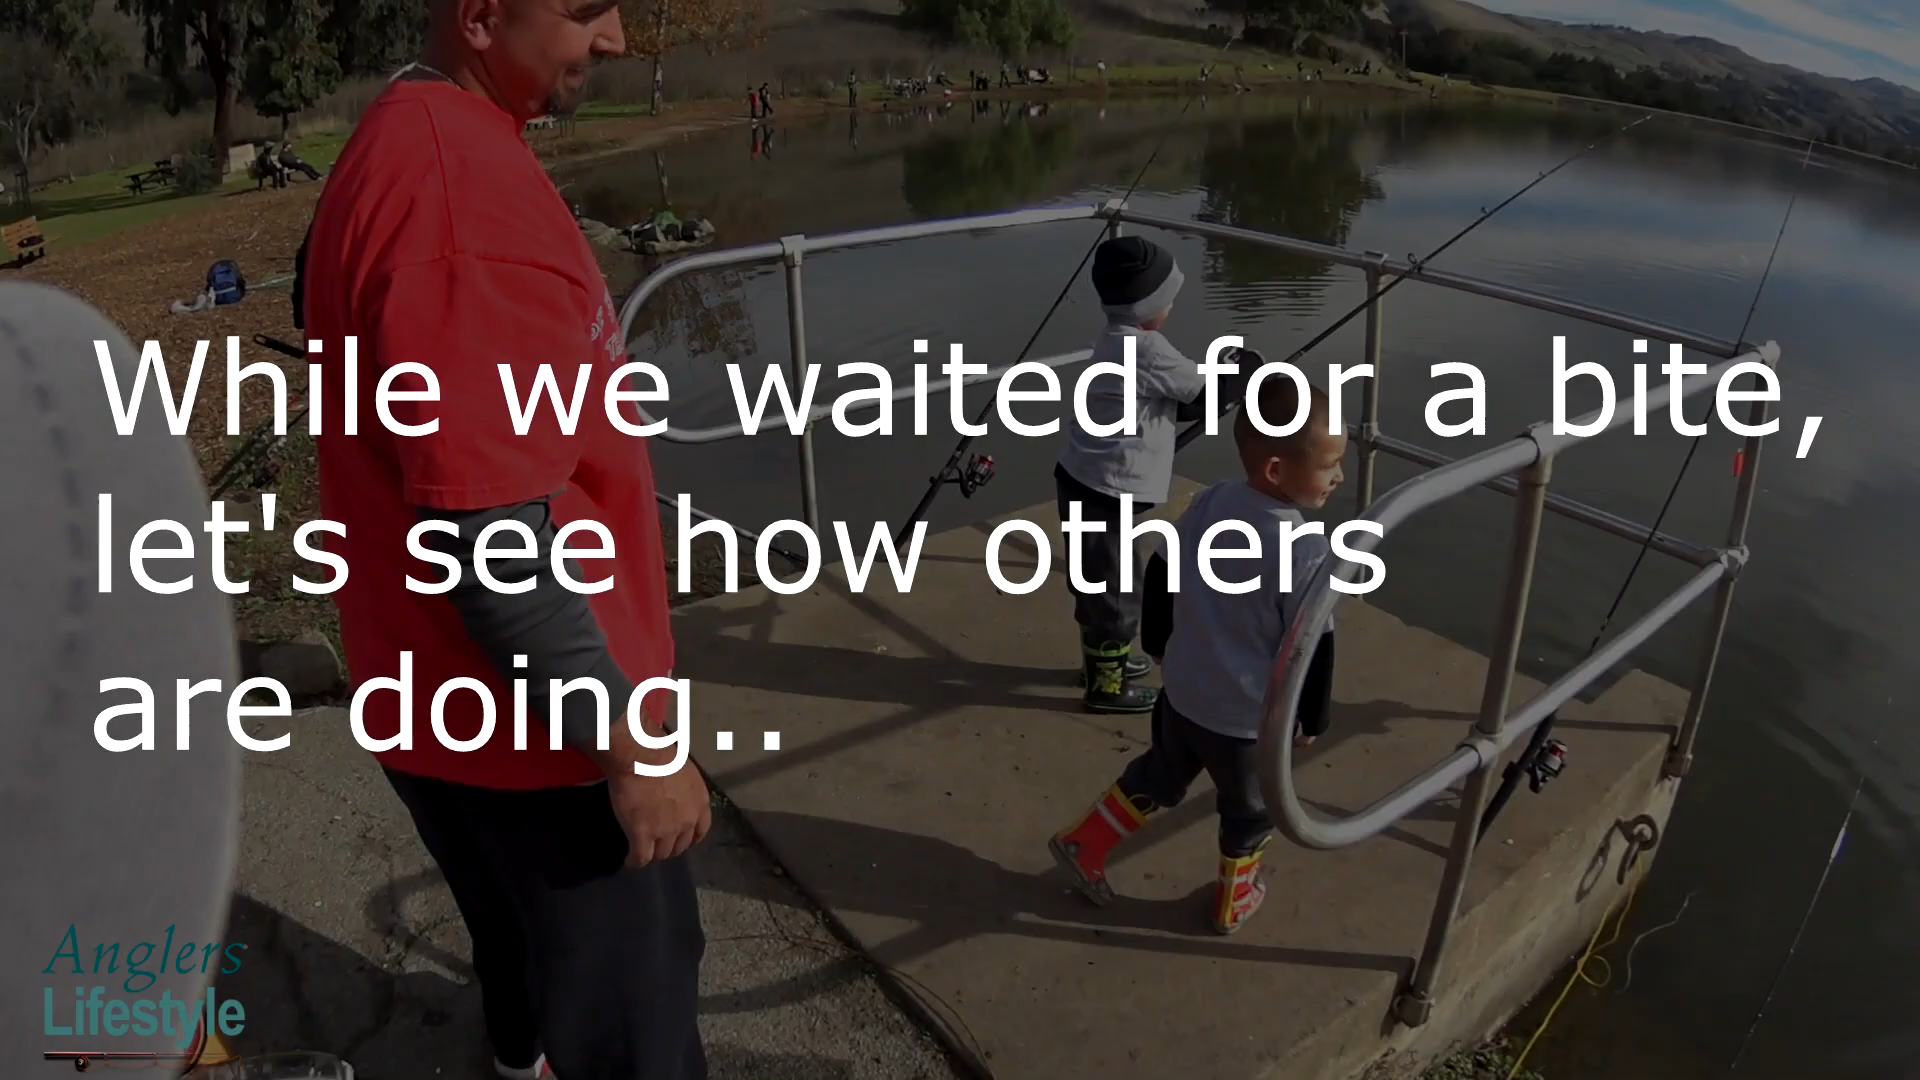 While we waited for a bite,
let's see how others
are doing..
Anglers
Lifestyle